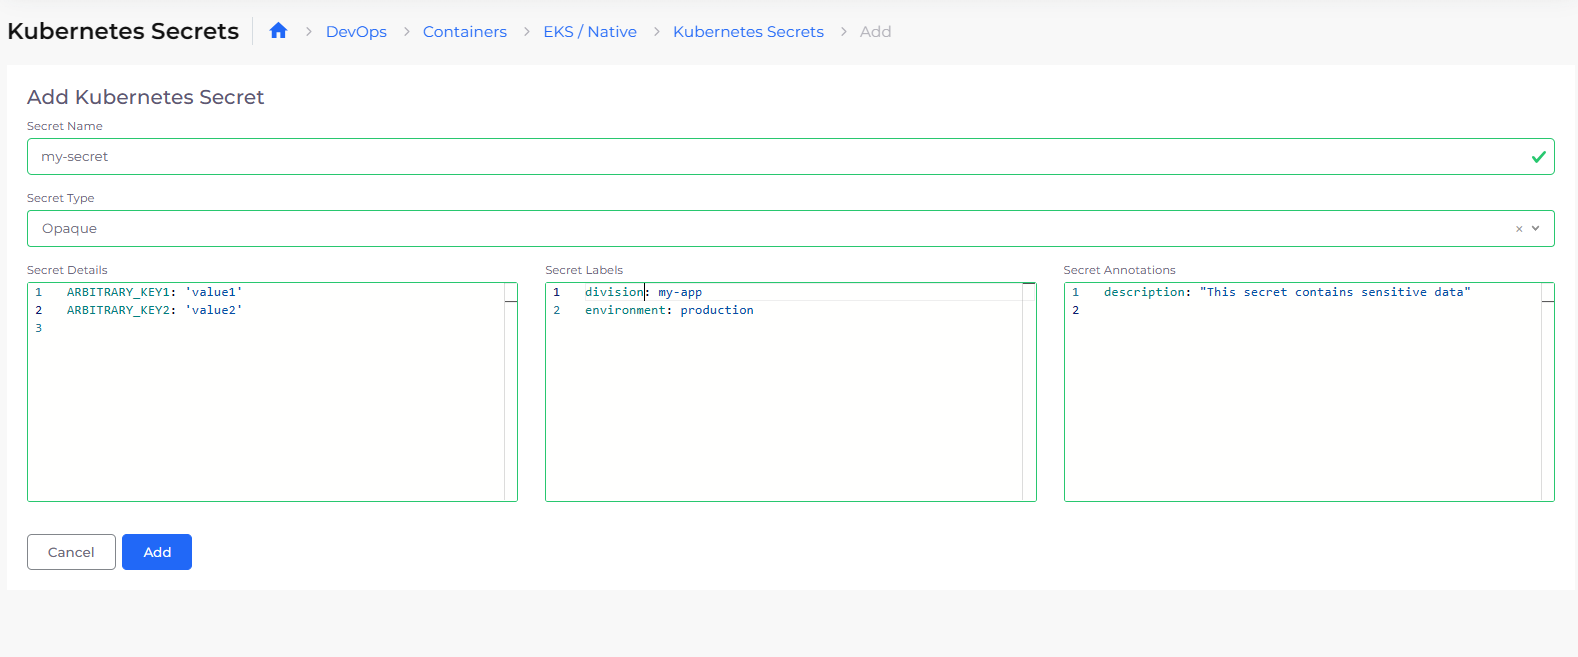 Kubernetes Secrets DevOps Containers EKS / Native Kubernetes Secrets Add
Add Kubernetes Secret
Secret Name
my-secret
Secret Type
Opaque
Secret Details
1 ARBITRARY_KEY1: 'value1'
2 ARBITRARY_KEY2: 'value2'
3
Secret Labels
1 division: my-app
2 environment: production
Secret Annotations
1 description: "This secret contains sensitive data"
2
Cancel Add